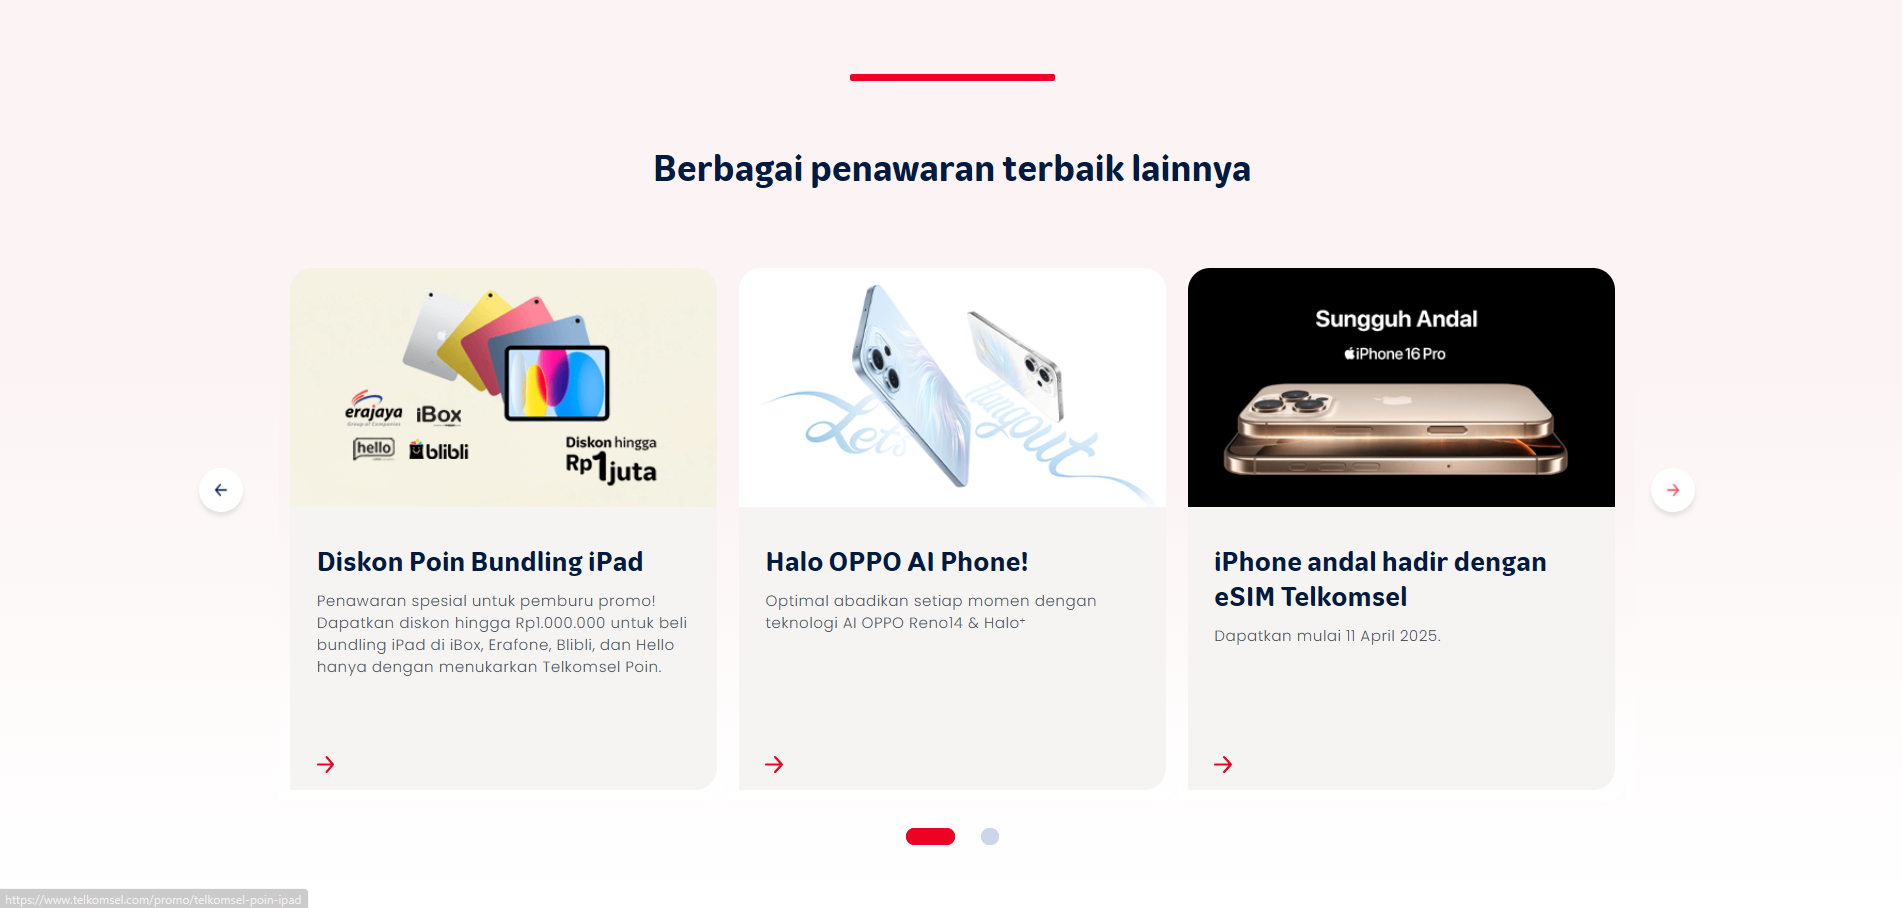 Berbagai penawaran terbaik lainnya
erajaya
iBox
hello
blibli
Diskon hingga
Rp1juta
Diskon Poin Bundling iPad
Penawaran spesial untuk pemburu promo!
Dapatkan diskon hingga Rp1.000.000 untuk beli
bundling iPad di iBox, Erafone, Blibli, dan Hello
hanya dengan menukarkan Telkomsel Poin.
Let's
Hangout
Halo OPPO AI Phone!
Optimal abadikan setiap momen dengan
teknologi AI OPPO Reno14 & Halo+
Sungguh Andal
iPhone 16 Pro
iPhone andal hadir dengan
eSIM Telkomsel
Dapatkan mulai 11 April 2025.
https://www.telkomsel.com/promo/telkomsel-poin-ipad